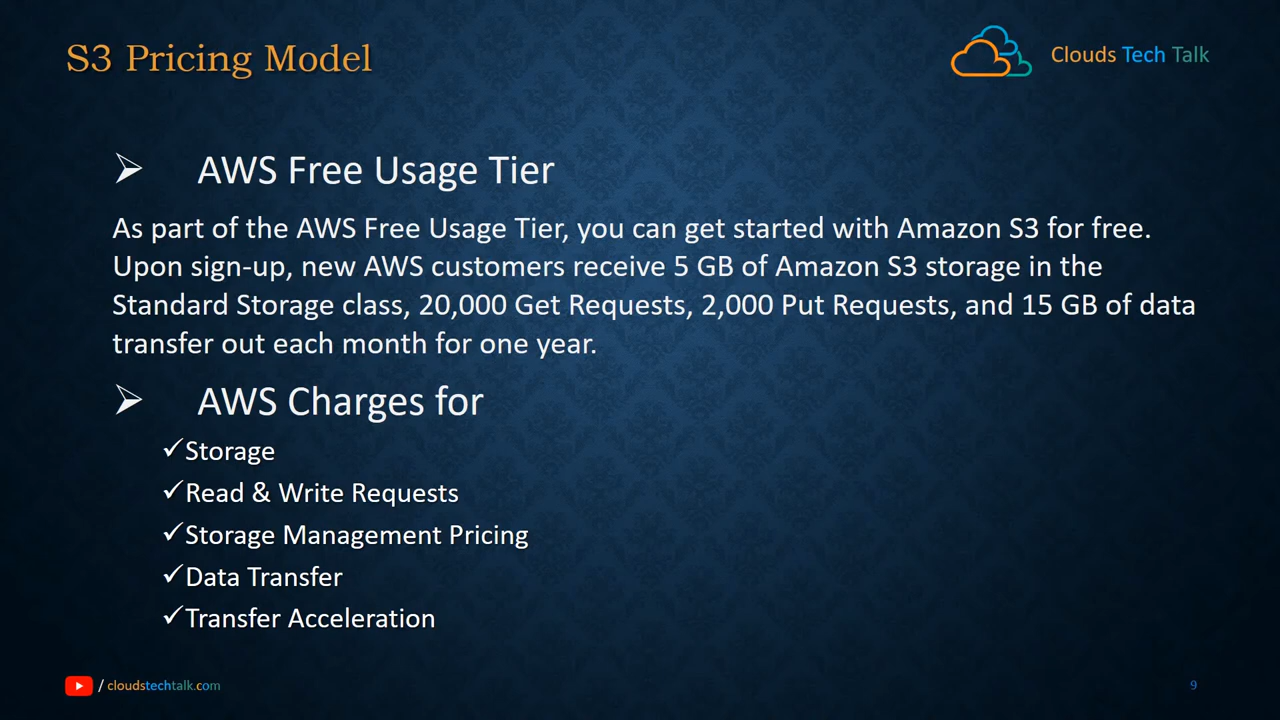 S3 Pricing Model
Clouds Tech Talk
➢ AWS Free Usage Tier
As part of the AWS Free Usage Tier, you can get started with Amazon S3 for free.
Upon sign-up, new AWS customers receive 5 GB of Amazon S3 storage in the
Standard Storage class, 20,000 Get Requests, 2,000 Put Requests, and 15 GB of data
transfer out each month for one year.
➢ AWS Charges for
✓Storage
✓Read & Write Requests
✓Storage Management Pricing
✓Data Transfer
✓Transfer Acceleration
/ cloudstechtalk.com
9